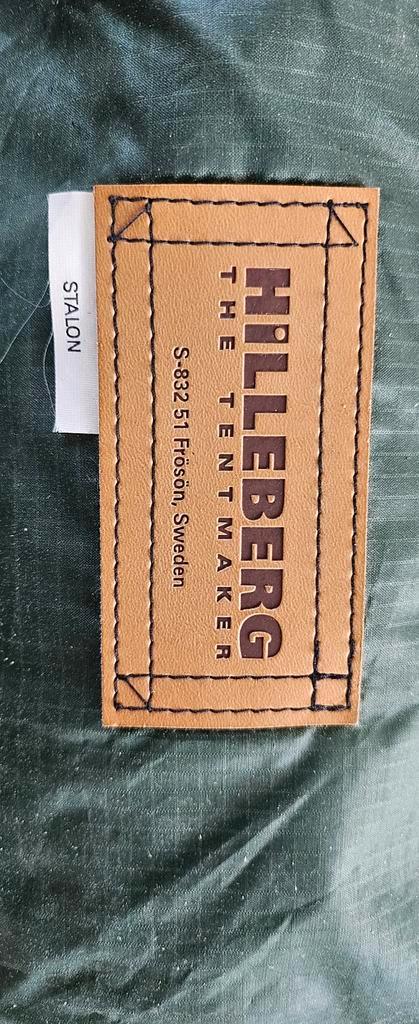 HiLLEBERG
THE TENTMAKER
S-832 51 Frösön, Sweden
STALON